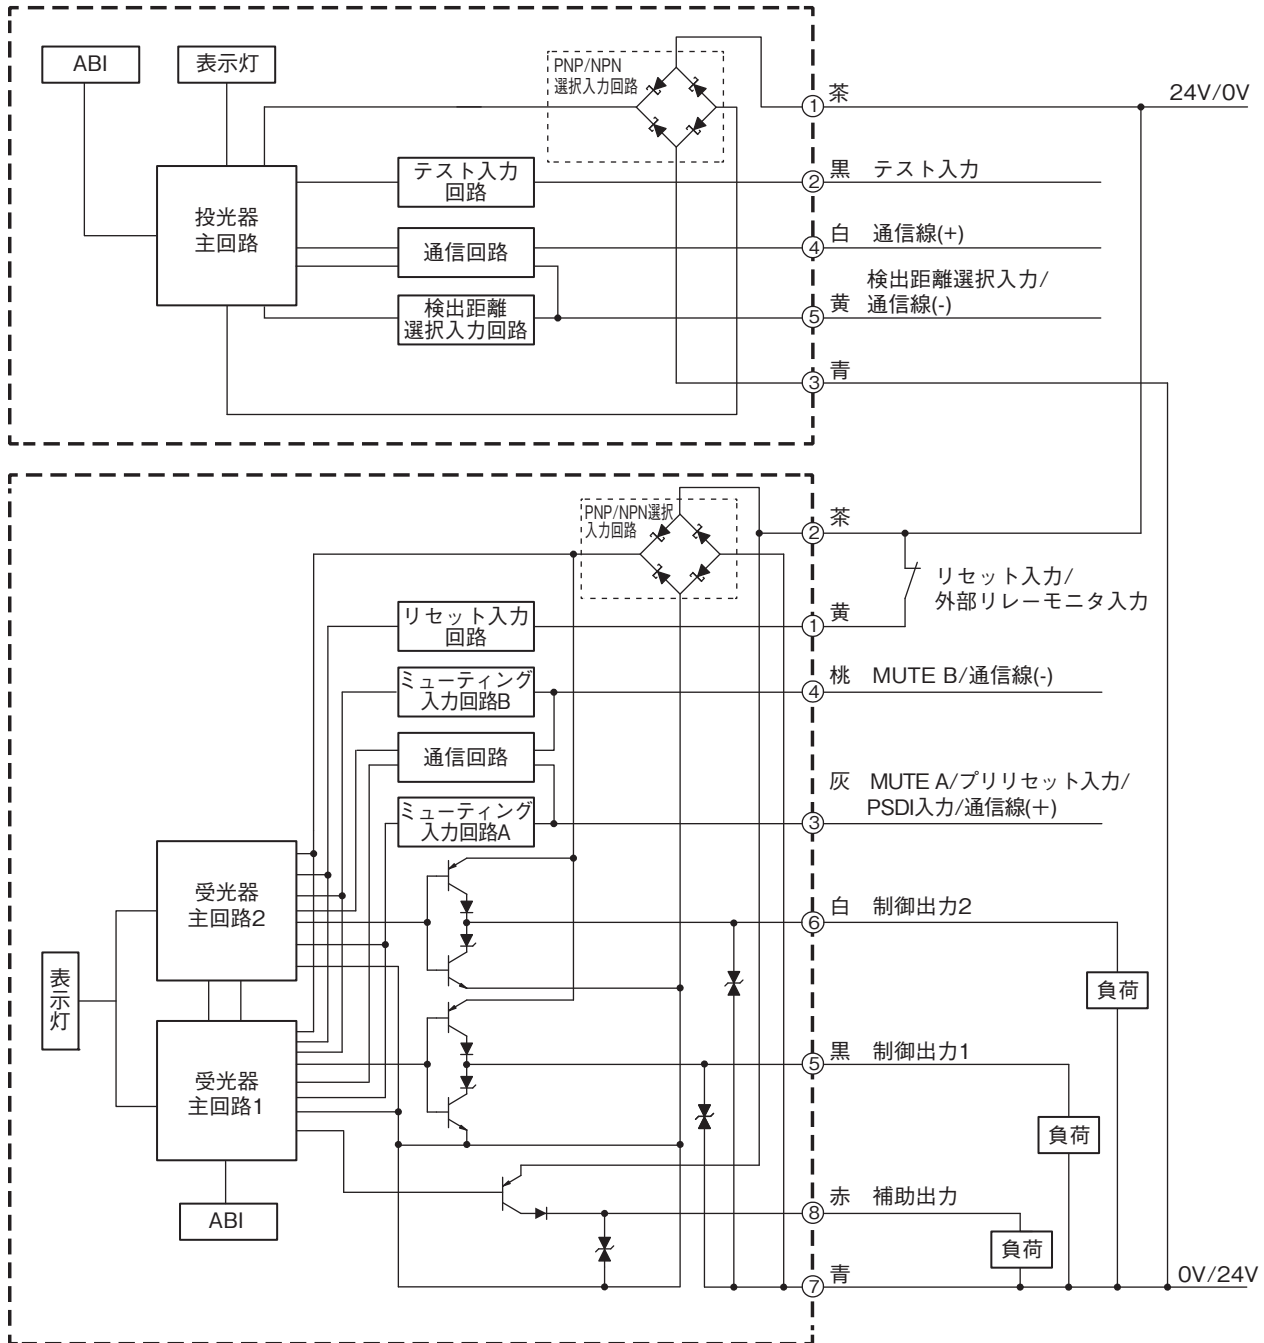 ABI
表示灯
PNP/NPN
選択入力回路
①
茶
24V/0V
テスト入力
回路
②
黒 テスト入力
投光器
主回路
通信回路
④
白 通信線(+)
検出距離
選択入力回路
検出距離選択入力/
⑤
黄 通信線(-)
③
青
PNP/NPN選択
入力回路
②
茶
リセット入力/
外部リレーモニタ入力
リセット入力
回路
①
黄
ミューティング
入力回路B
④
桃 MUTE B/通信線(-)
通信回路
灰 MUTE A/プリリセット入力/
PSDI入力/通信線(+)
ミューティング
入力回路A
③
受光器
主回路2
⑥
白 制御出力2
表示灯
負荷
受光器
主回路1
⑤
黒 制御出力1
負荷
ABI
⑧
赤 補助出力
負荷
⑦
青
0V/24V